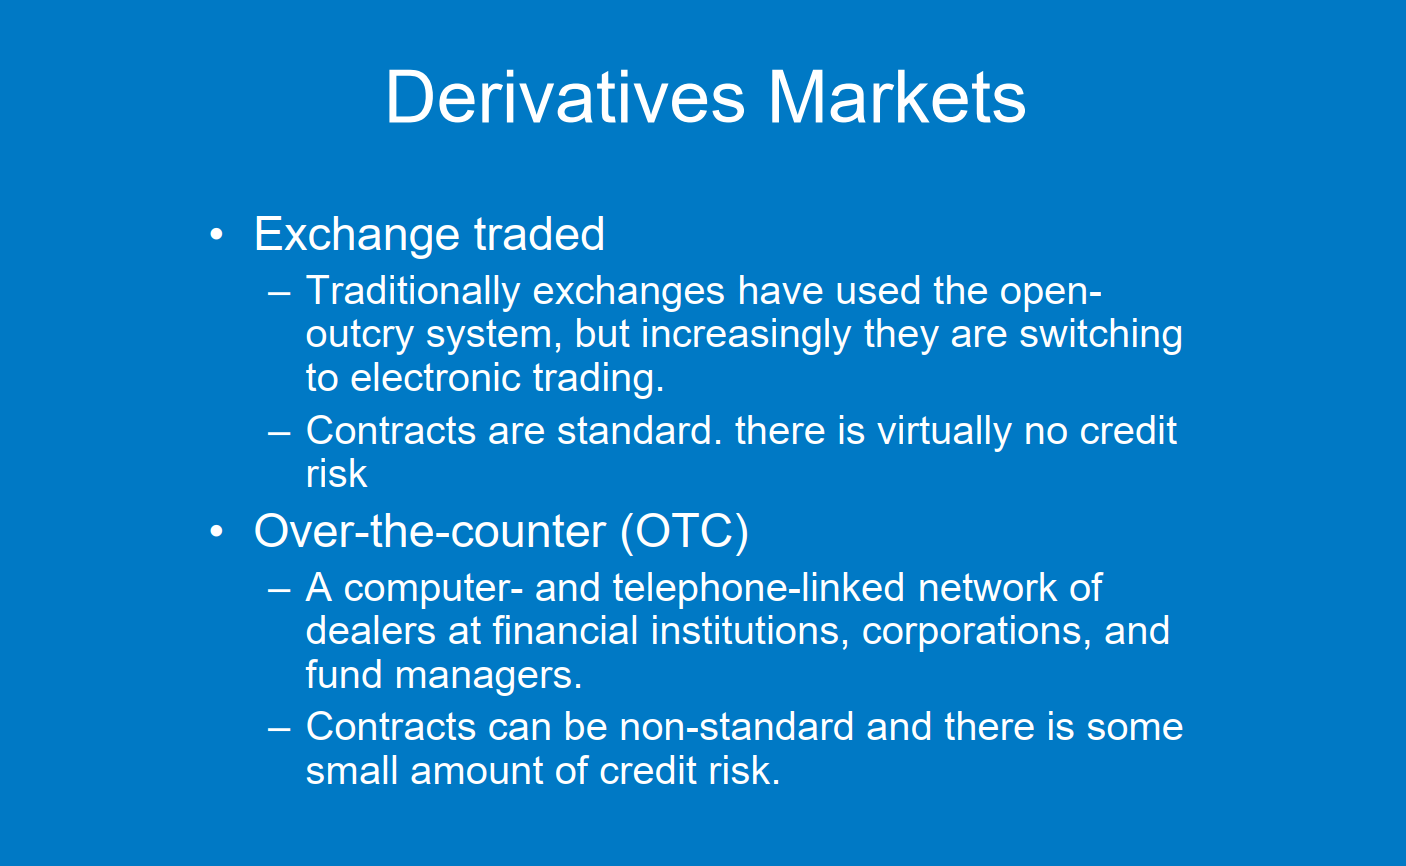 Derivatives Markets
• Exchange traded
– Traditionally exchanges have used the open-
outcry system, but increasingly they are switching
to electronic trading.
– Contracts are standard. there is virtually no credit
risk
• Over-the-counter (OTC)
– A computer- and telephone-linked network of
dealers at financial institutions, corporations, and
fund managers.
– Contracts can be non-standard and there is some
small amount of credit risk.